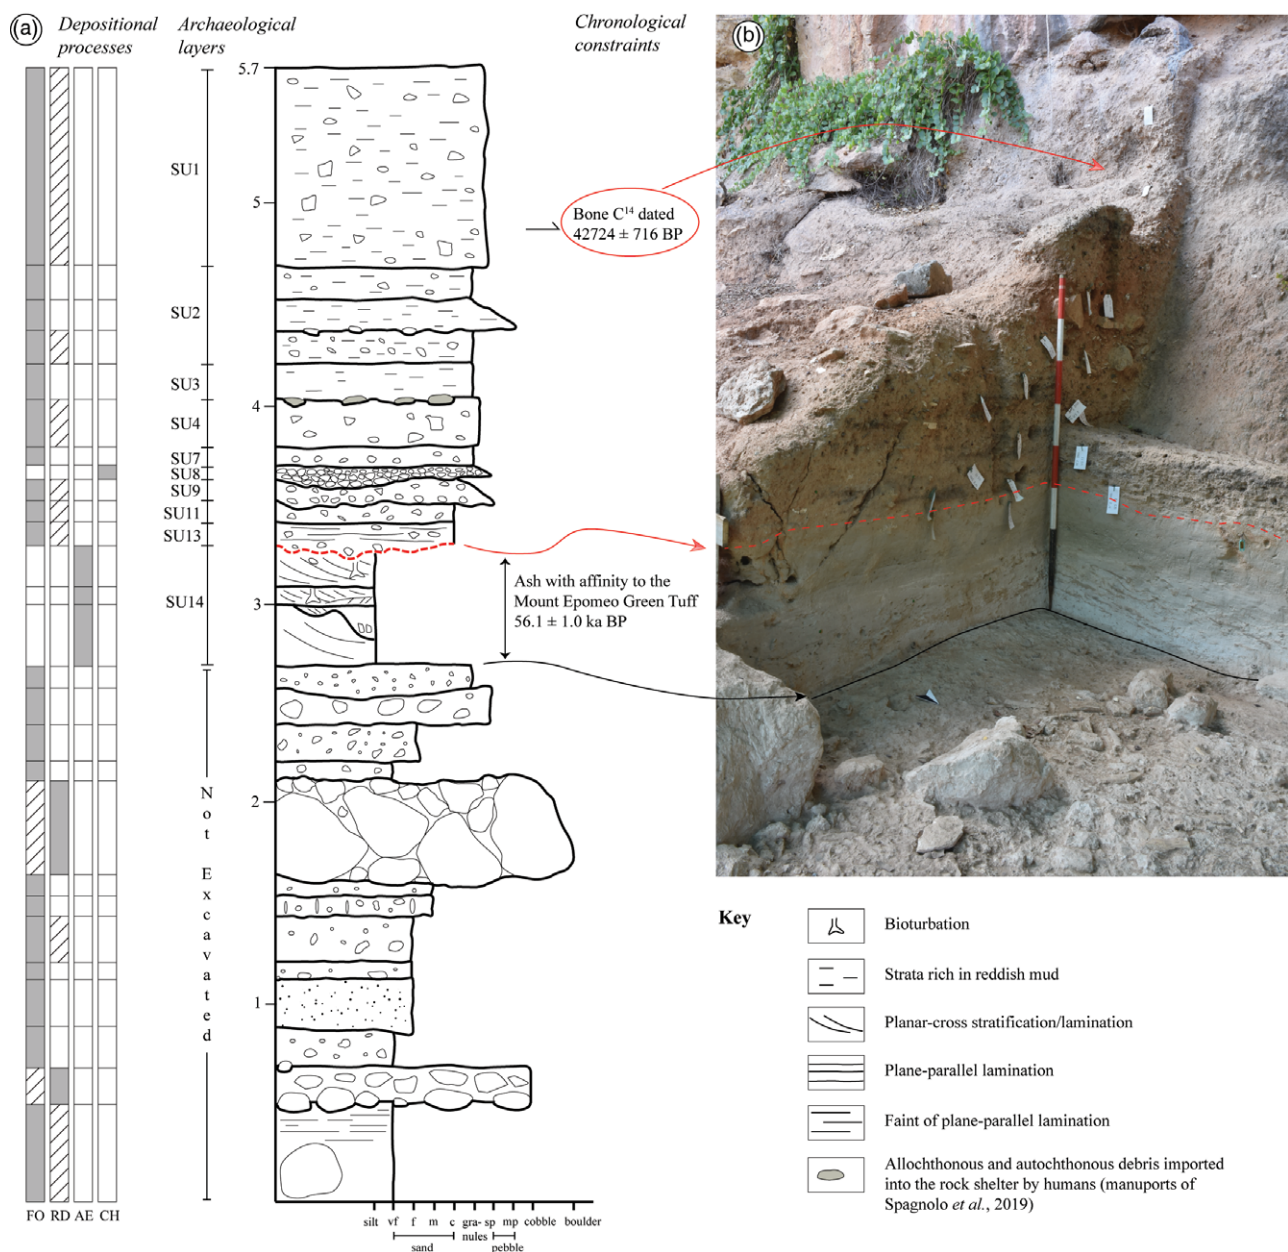 (a)
Depositional
processes
Archaeological
layers
Chronological
constraints
(b)
5.7
SU1
5
Bone C¹⁴ dated
42724 ± 716 BP
SU2
SU3
4
SU4
SU7
SU8
SU9
SU11
SU13
SU14
3
Ash with affinity to the
Mount Epomeo Green Tuff
56.1 ± 1.0 ka BP
Not Excavated
2
1
FO RD AE CH
silt vf f m c gra- sp mp cobble boulder
nules
sand pebble
Key
Bioturbation
Strata rich in reddish mud
Planar-cross stratification/lamination
Plane-parallel lamination
Faint of plane-parallel lamination
Allochthonous and autochthonous debris imported
into the rock shelter by humans (manuports of
Spagnolo et al., 2019)